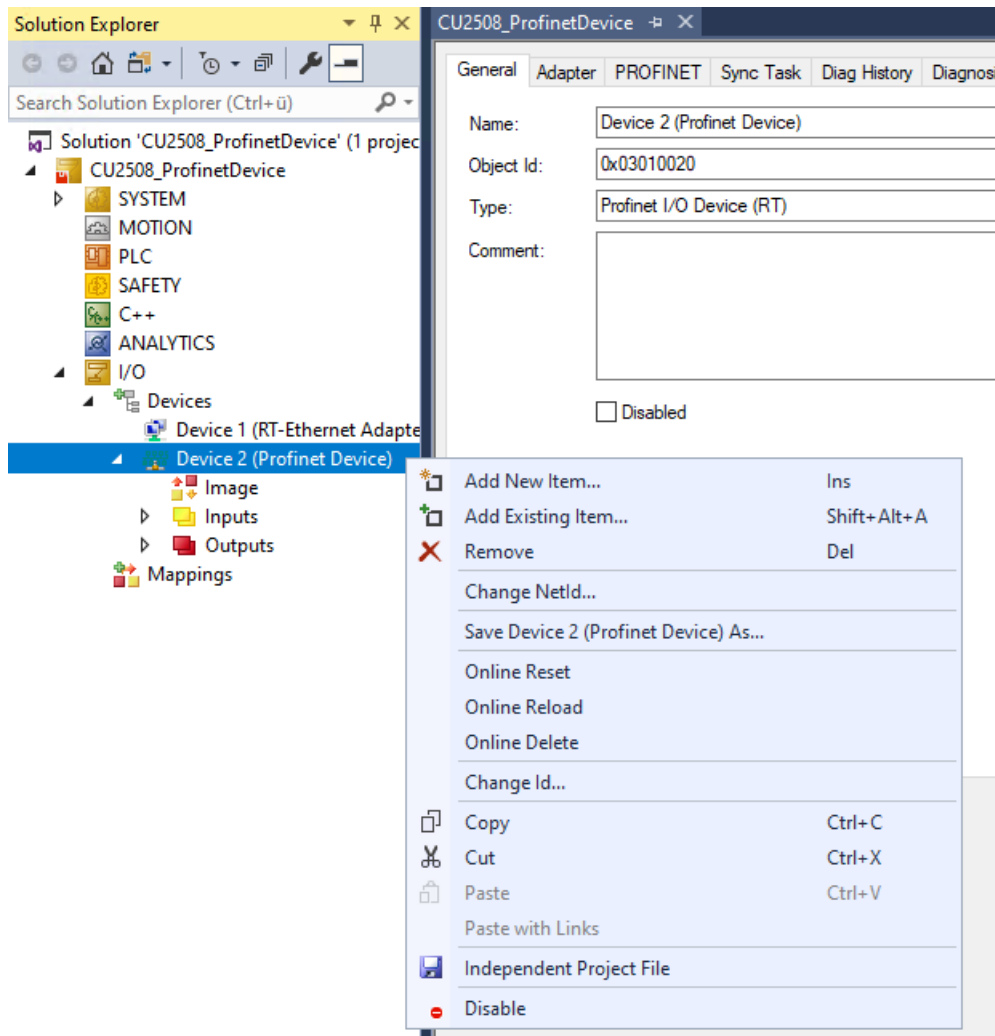 Solution Explorer
Search Solution Explorer (Ctrl+ü)
Solution 'CU2508_ProfinetDevice' (1 projec
CU2508_ProfinetDevice
SYSTEM
MOTION
PLC
SAFETY
C++
ANALYTICS
I/O
Devices
Device 1 (RT-Ethernet Adapte
Device 2 (Profinet Device)
Image
Inputs
Outputs
Mappings
CU2508_ProfinetDevice
General Adapter PROFINET Sync Task Diag History Diagnosi
Name: Device 2 (Profinet Device)
Object Id: 0x03010020
Type: Profinet I/O Device (RT)
Comment:
Disabled
Add New Item... Ins
Add Existing Item... Shift+Alt+A
Remove Del
Change NetId...
Save Device 2 (Profinet Device) As...
Online Reset
Online Reload
Online Delete
Change Id...
Copy Ctrl+C
Cut Ctrl+X
Paste Ctrl+V
Paste with Links
Independent Project File
Disable